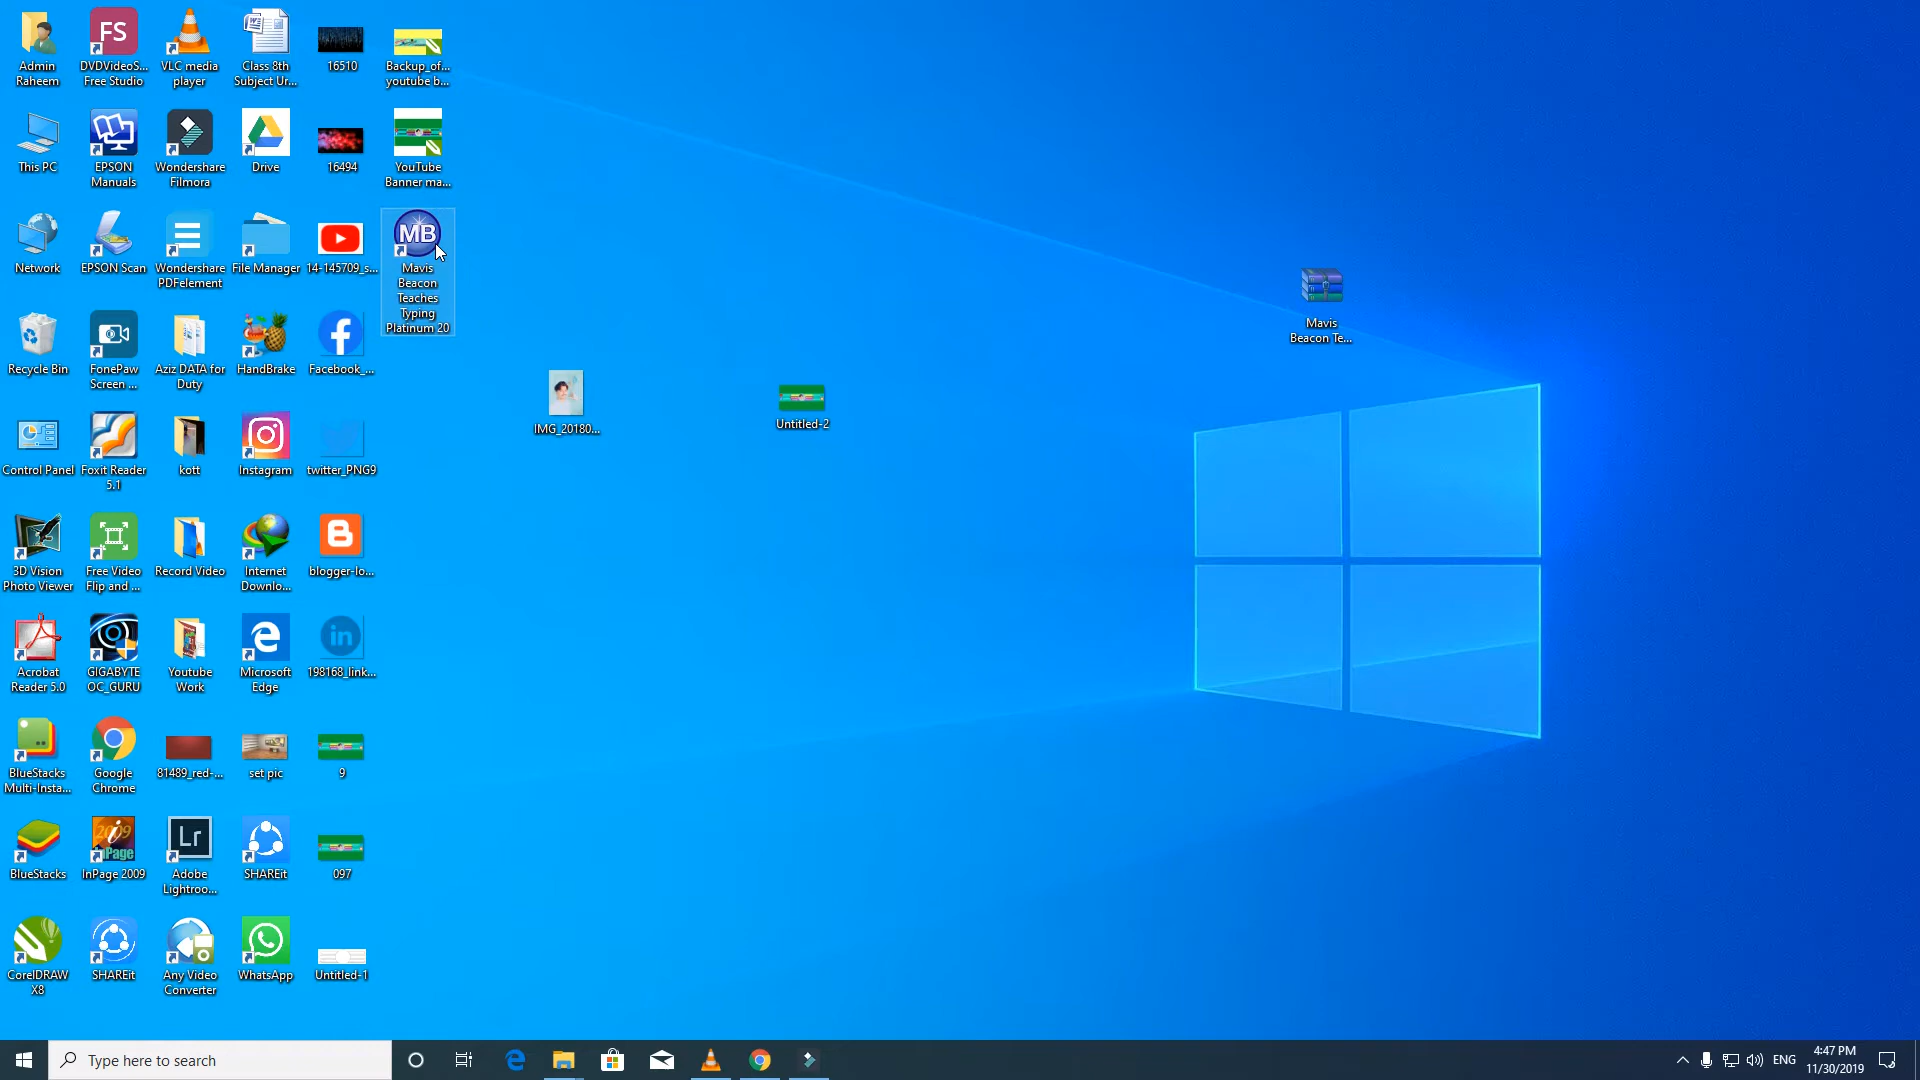 Admin
Raheem
FS
DVDVideoS...
Free Studio
VLC media
player
Class 8th
Subject Ur...
16510
Backup_of...
youtube b...
This PC
EPSON
Manuals
Wondershare
Filmora
Drive
16494
YouTube
Banner ma...
Network
EPSON Scan
Wondershare
PDFelement
File Manager
14-145709_s...
MB
Mavis
Beacon
Teaches
Typing
Platinum 20
Mavis
Beacon Te...
Recycle Bin
FonePaw
Screen ...
Aziz DATA for
Duty
HandBrake
Facebook_...
IMG_20180...
Untitled-2
Control Panel
Foxit Reader
5.1
kott
Instagram
twitter_PNG9
3D Vision
Photo Viewer
Free Video
Flip and ...
Record Video
Internet
Downlo...
blogger-lo...
Acrobat
Reader 5.0
GIGABYTE
OC_GURU
Youtube
Work
Microsoft
Edge
in
198168_link...
BlueStacks
Multi-Insta...
Google
Chrome
81489_red-...
set pic
9
BlueStacks
2009
InPage
InPage 2009
Lr
Adobe
Lightroo...
SHAREit
097
CorelDRAW
X8
SHAREit
Any Video
Converter
WhatsApp
Untitled-1
Type here to search
ENG
4:47 PM
11/30/2019